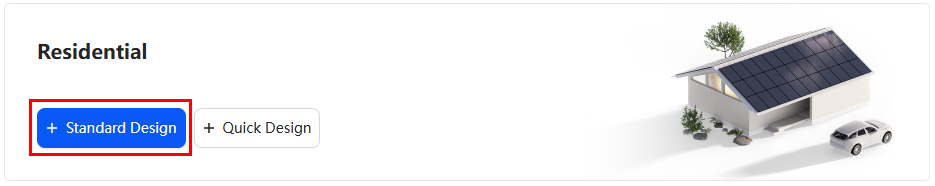 Residential
+ Standard Design
+ Quick Design